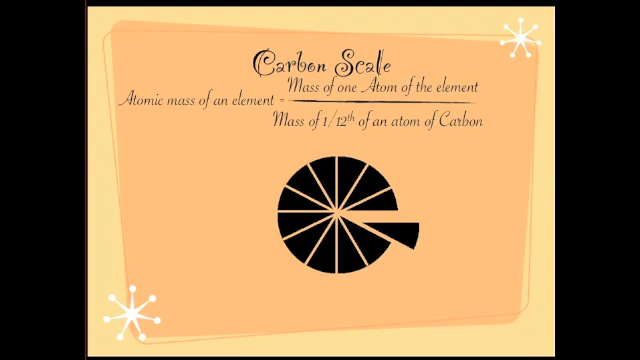 Carbon Scale
Mass of one Atom of the element
Atomic mass of an element =
Mass of 1/12th of an atom of Carbon